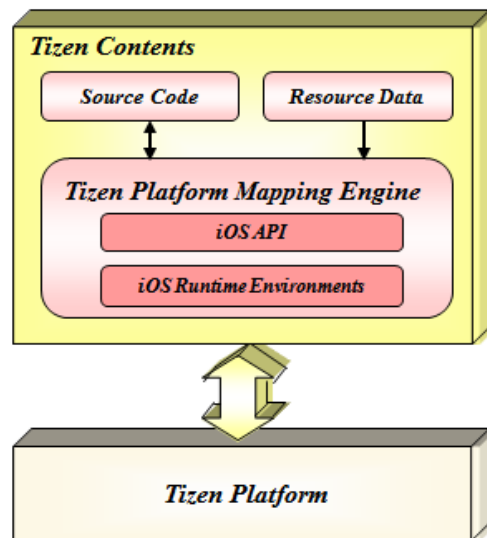 Tizen Contents
Source Code
Resource Data
Tizen Platform Mapping Engine
iOS API
iOS Runtime Environments
Tizen Platform